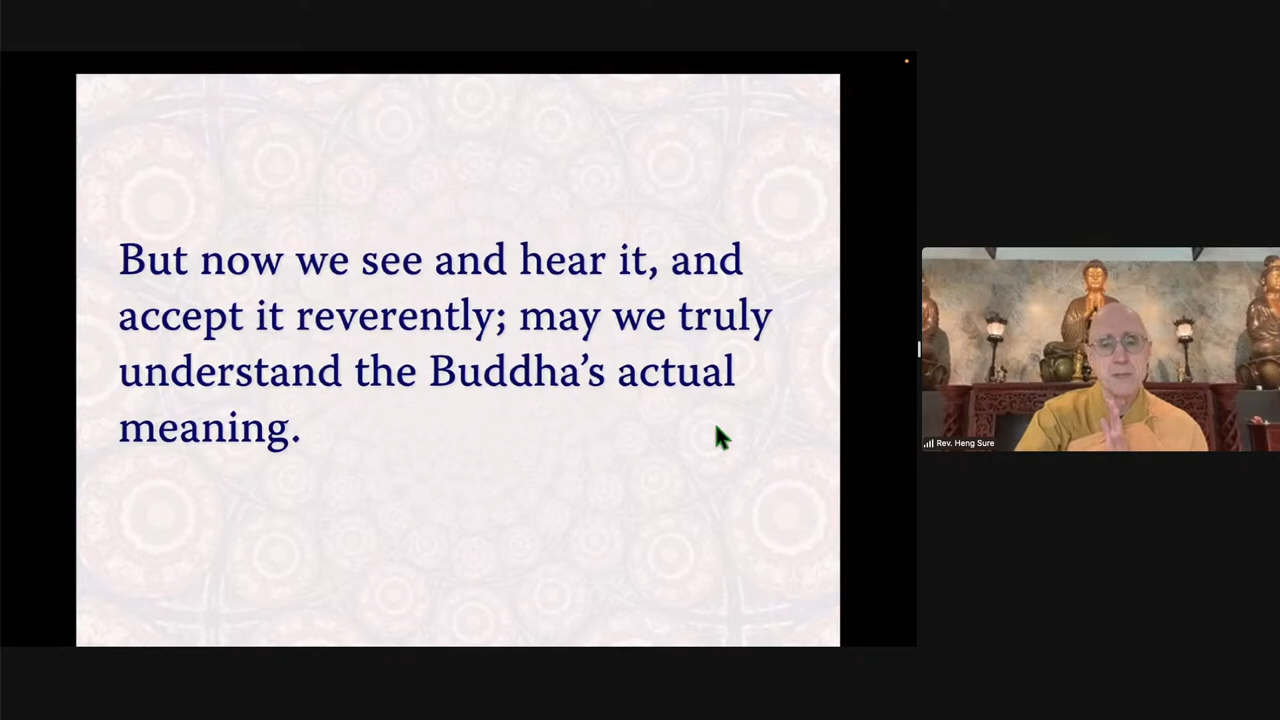 But now we see and hear it, and
accept it reverently; may we truly
understand the Buddha’s actual
meaning.
Rev. Heng Sure